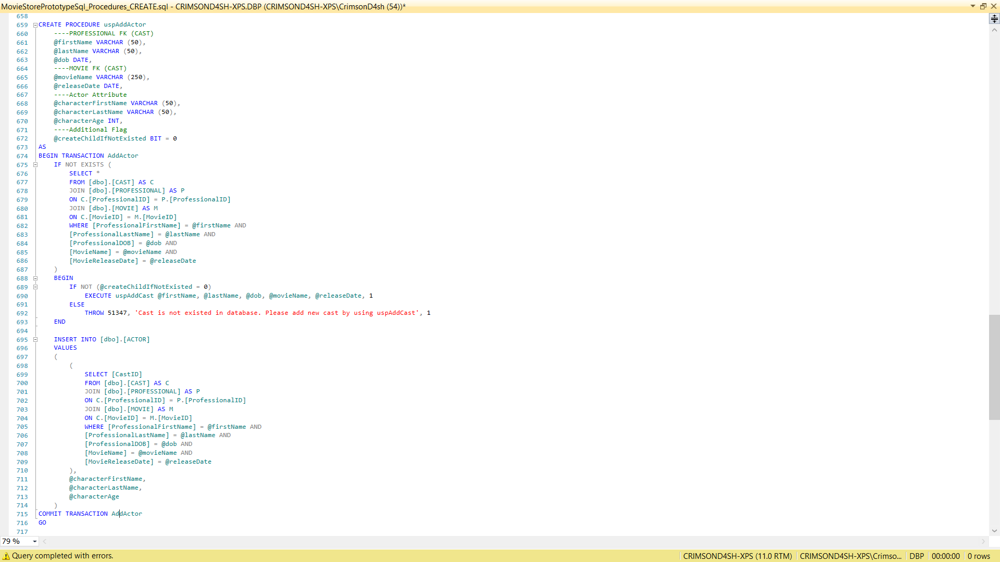 MovieStorePrototypeSql_Procedures_CREATE.sql - CRIMSOND4SH-XPS.DBP (CRIMSOND4SH-XPS\CrimsonD4sh (54))*
658
659 CREATE PROCEDURE uspAddActor
660 ----PROFESSIONAL FK (CAST)
661 @firstName VARCHAR (50),
662 @lastName VARCHAR (50),
663 @dob DATE,
664 ----MOVIE FK (CAST)
665 @movieName VARCHAR (250),
666 @releaseDate DATE,
667 ----Actor Attribute
668 @characterFirstName VARCHAR (50),
669 @characterLastName VARCHAR (50),
670 @characterAge INT,
671 ----Additional Flag
672 @createChildIfNotExisted BIT = 0
673 AS
674 BEGIN TRANSACTION AddActor
675 IF NOT EXISTS (
676 SELECT *
677 FROM [dbo].[CAST] AS C
678 JOIN [dbo].[PROFESSIONAL] AS P
679 ON C.[ProfessionalID] = P.[ProfessionalID]
680 JOIN [dbo].[MOVIE] AS M
681 ON C.[MovieID] = M.[MovieID]
682 WHERE [ProfessionalFirstName] = @firstName AND
683 [ProfessionalLastName] = @lastName AND
684 [ProfessionalDOB] = @dob AND
685 [MovieName] = @movieName AND
686 [MovieReleaseDate] = @releaseDate
687 )
688 BEGIN
689 IF NOT (@createChildIfNotExisted = 0)
690 EXECUTE uspAddCast @firstName, @lastName, @dob, @movieName, @releaseDate, 1
691 ELSE
692 THROW 51347, 'Cast is not existed in database. Please add new cast by using uspAddCast', 1
693 END
694
695 INSERT INTO [dbo].[ACTOR]
696 VALUES
697 (
698 (
699 SELECT [CastID]
700 FROM [dbo].[CAST] AS C
701 JOIN [dbo].[PROFESSIONAL] AS P
702 ON C.[ProfessionalID] = P.[ProfessionalID]
703 JOIN [dbo].[MOVIE] AS M
704 ON C.[MovieID] = M.[MovieID]
705 WHERE [ProfessionalFirstName] = @firstName AND
706 [ProfessionalLastName] = @lastName AND
707 [ProfessionalDOB] = @dob AND
708 [MovieName] = @movieName AND
709 [MovieReleaseDate] = @releaseDate
710 ),
711 @characterFirstName,
712 @characterLastName,
713 @characterAge
714 )
715 COMMIT TRANSACTION AddActor
716 GO
717
79 %
Query completed with errors. CRIMSOND4SH-XPS (11.0 RTM) CRIMSOND4SH-XPS\Crimso... DBP 00:00:00 0 rows